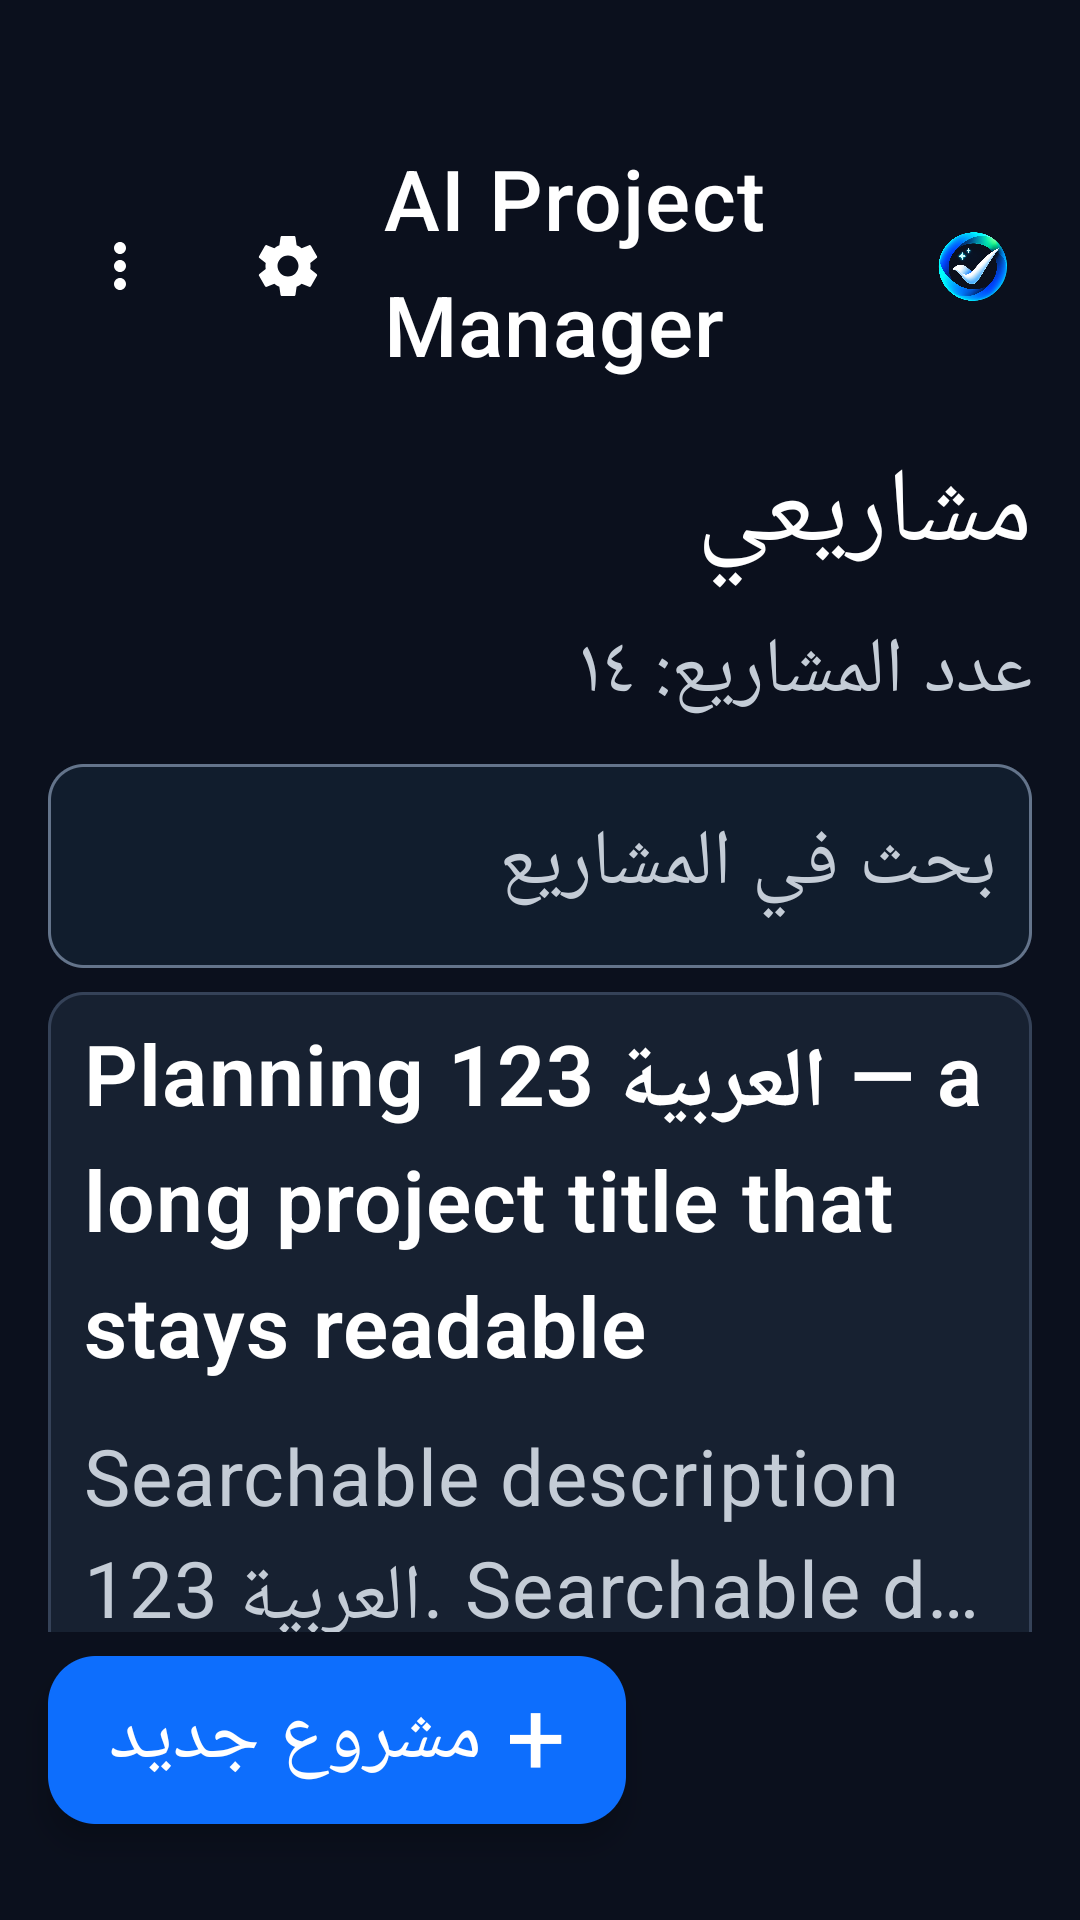 AI Project
Manager
مشاريعي
عدد المشاريع: ١٤
بحث في المشاريع
Planning 123 العربية — a
long project title that
stays readable
Searchable description
123 العربية. Searchable d…
+ مشروع جديد